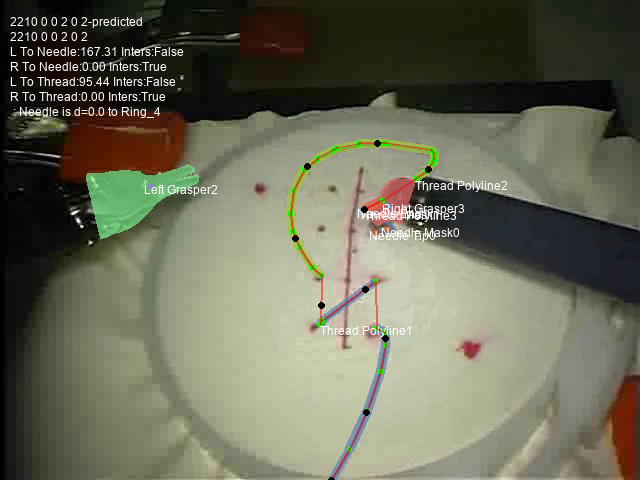 2210 0 0 2 0 2-predicted
2210 0 0 2 0 2
L To Needle:167.31 Inters:False
R To Needle:0.00 Inters:True
L To Thread:95.44 Inters:False
R To Thread:0.00 Inters:True
: Needle is d=0.0 to Ring_4
Left Grasper2
Thread Polyline2
Right Grasper3
Thread Polyline3
Needle Mask0
Needle Tip0
Thread Polyline1